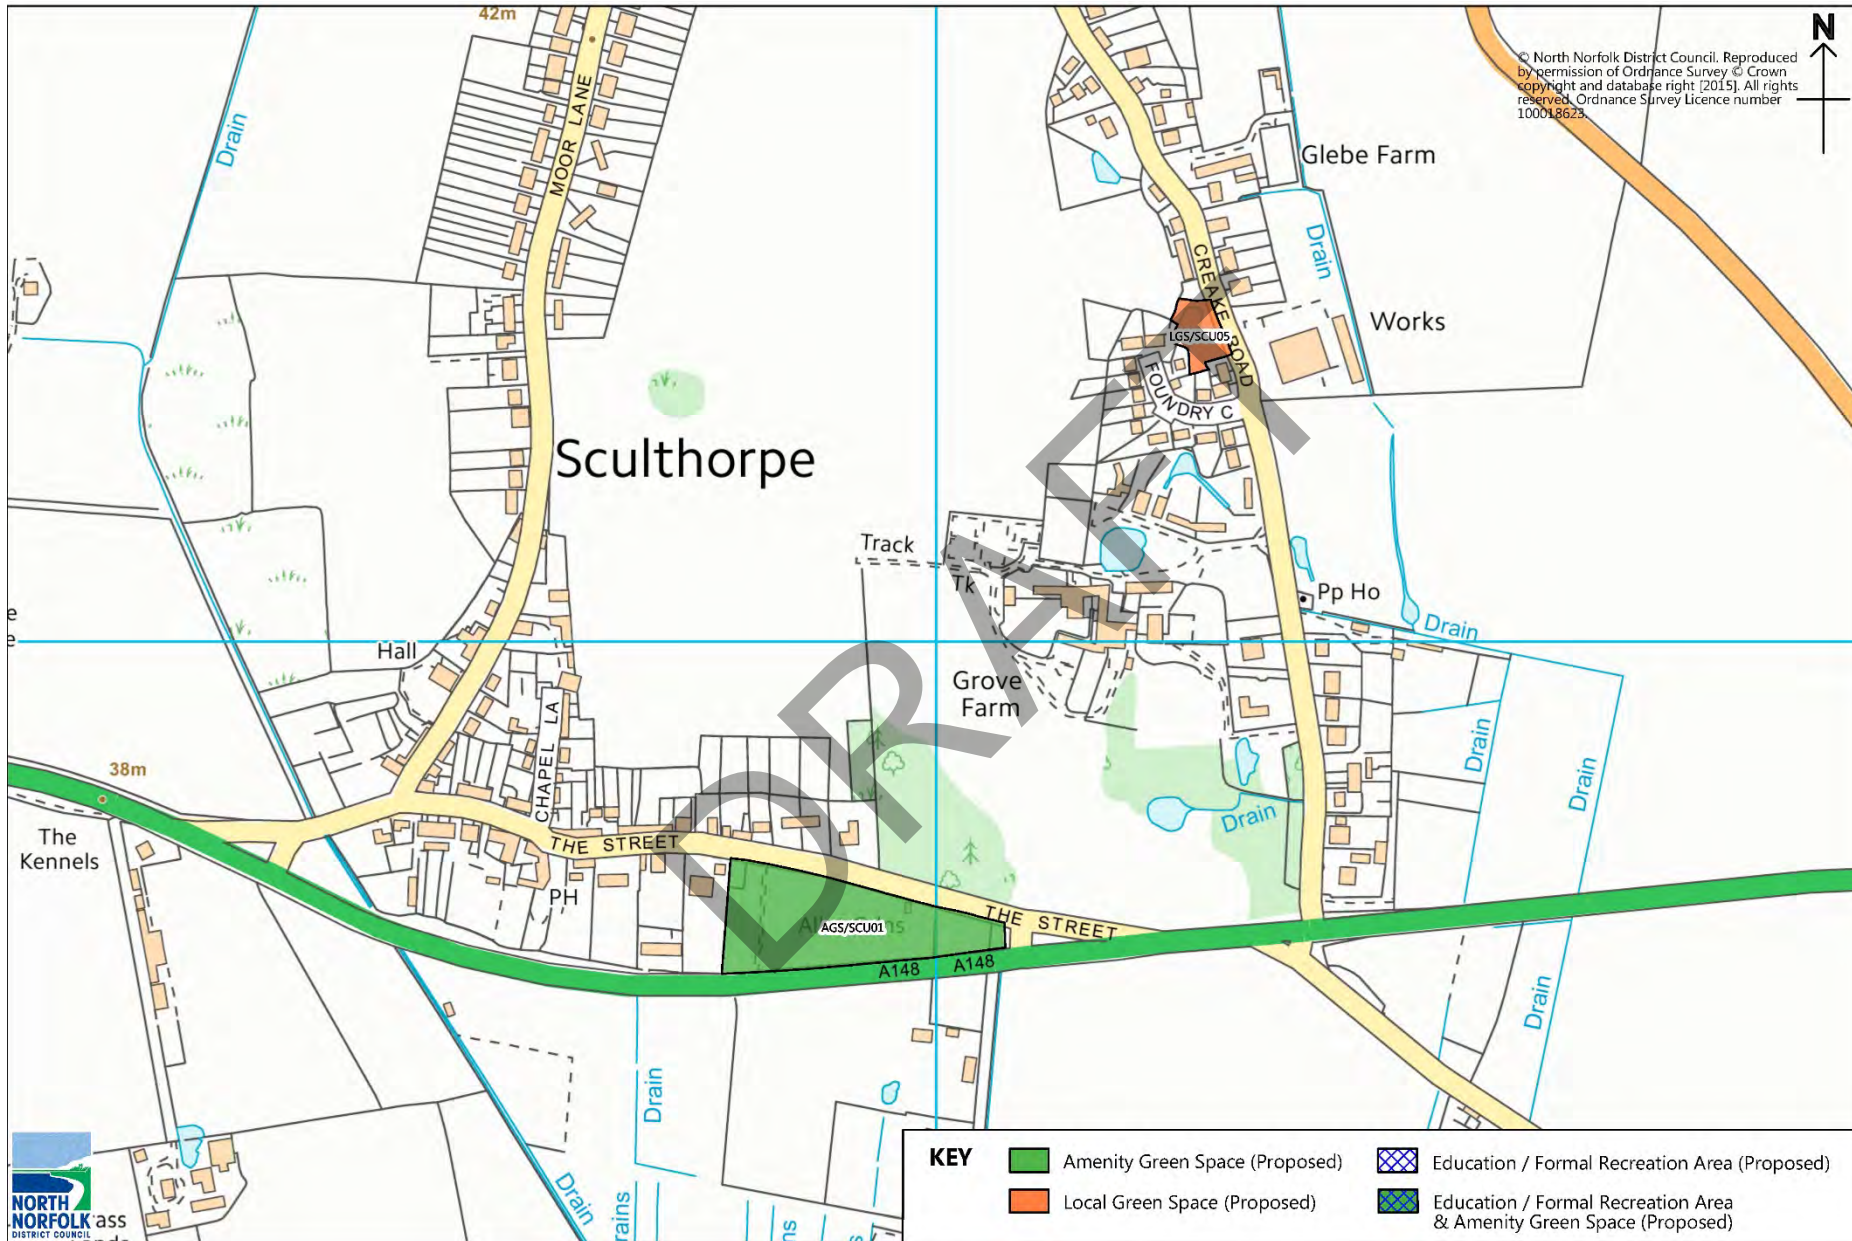 42m
N
© North Norfolk District Council. Reproduced
by permission of Ordnance Survey © Crown
copyright and database right [2015]. All rights
reserved. Ordnance Survey Licence number
100018623.
MOOR LANE
Drain
Glebe Farm
Drain
CREAKE ROAD
Works
LGS/SCU05
FOUNDRY C
Sculthorpe
Track
Tk
Pp Ho
Drain
e
e
Hall
Grove
Farm
CHAPEL LA
Drain
Drain
38m
Drain
The
Kennels
THE STREET
PH
THE STREET
AGS/SCU01
A148
A148
Drain
Drain
Drain
rains
ns
s
DRAFT
KEY
Amenity Green Space (Proposed)
Education / Formal Recreation Area (Proposed)
Local Green Space (Proposed)
Education / Formal Recreation Area
& Amenity Green Space (Proposed)
NORTH
NORFOLK
DISTRICT COUNCIL
ass